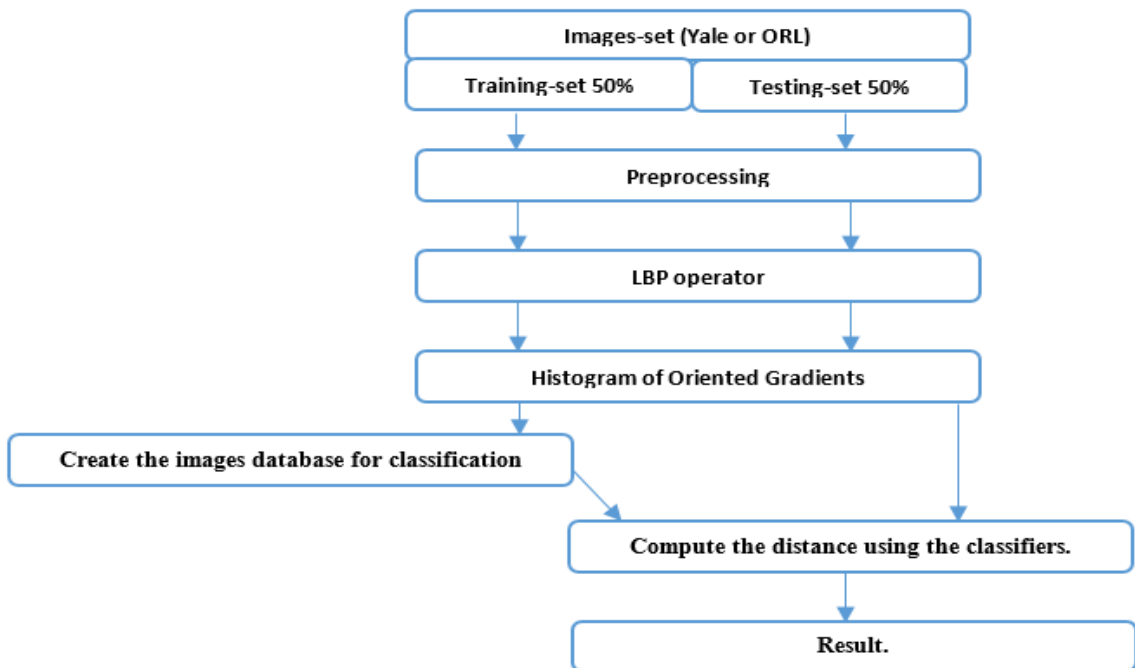 Images-set (Yale or ORL)
Training-set 50%
Testing-set 50%
Preprocessing
LBP operator
Histogram of Oriented Gradients
Create the images database for classification
Compute the distance using the classifiers.
Result.